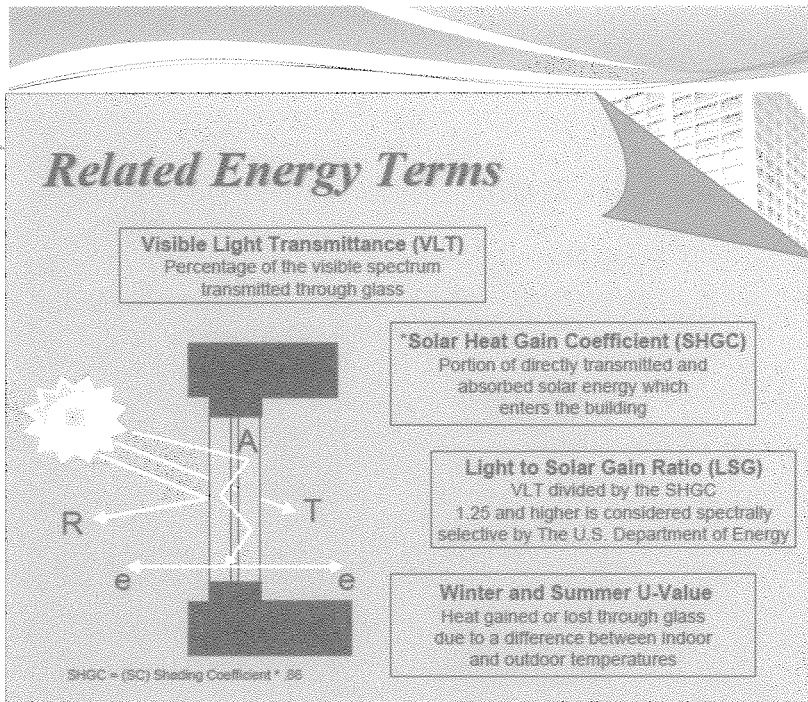 Related Energy Terms
Visible Light Transmittance (VLT)
Percentage of the visible spectrum
transmitted through glass
*Solar Heat Gain Coefficient (SHGC)
Portion of directly transmitted and
absorbed solar energy which
enters the building
A
Light to Solar Gain Ratio (LSG)
VLT divided by the SHGC
1.25 and higher is considered spectrally
selective by The U.S. Department of Energy
R
T
e
e
Winter and Summer U-Value
Heat gained or lost through glass
due to a difference between indoor
and outdoor temperatures
SHGC = (SC) Shading Coefficient * .86